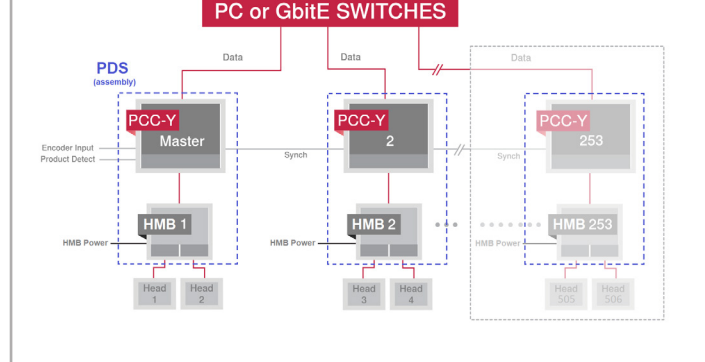 PC or GbitE SWITCHES
Data
Data
Data
PDS
(assembly)
PCC-Y
Master
PCC-Y
2
PCC-Y
253
Encoder Input
Product Detect
Synch
Synch
HMB 1
HMB 2
HMB 253
HMB Power
HMB Power
HMB Power
Head
1
Head
2
Head
3
Head
4
Head
505
Head
506